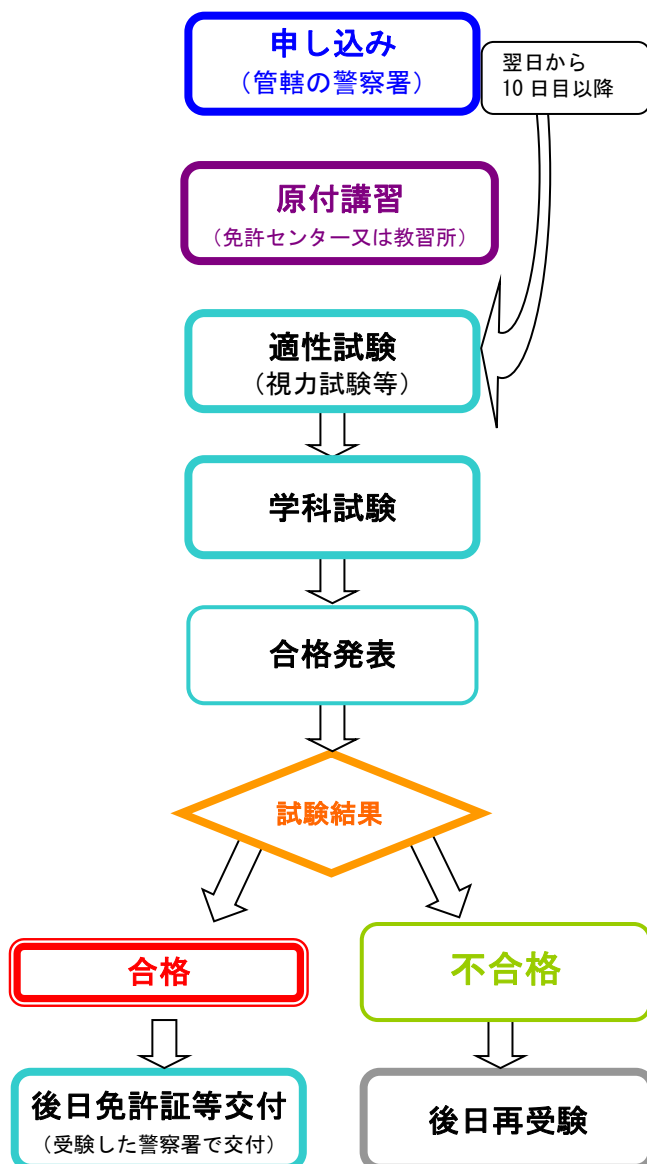 申し込み
（管轄の警察署）
翌日から
10日目以降
原付講習
（免許センター又は教習所）
適性試験
（視力試験等）
学科試験
合格発表
試験結果
合格
不合格
後日免許証等交付
（受験した警察署で交付）
後日再受験